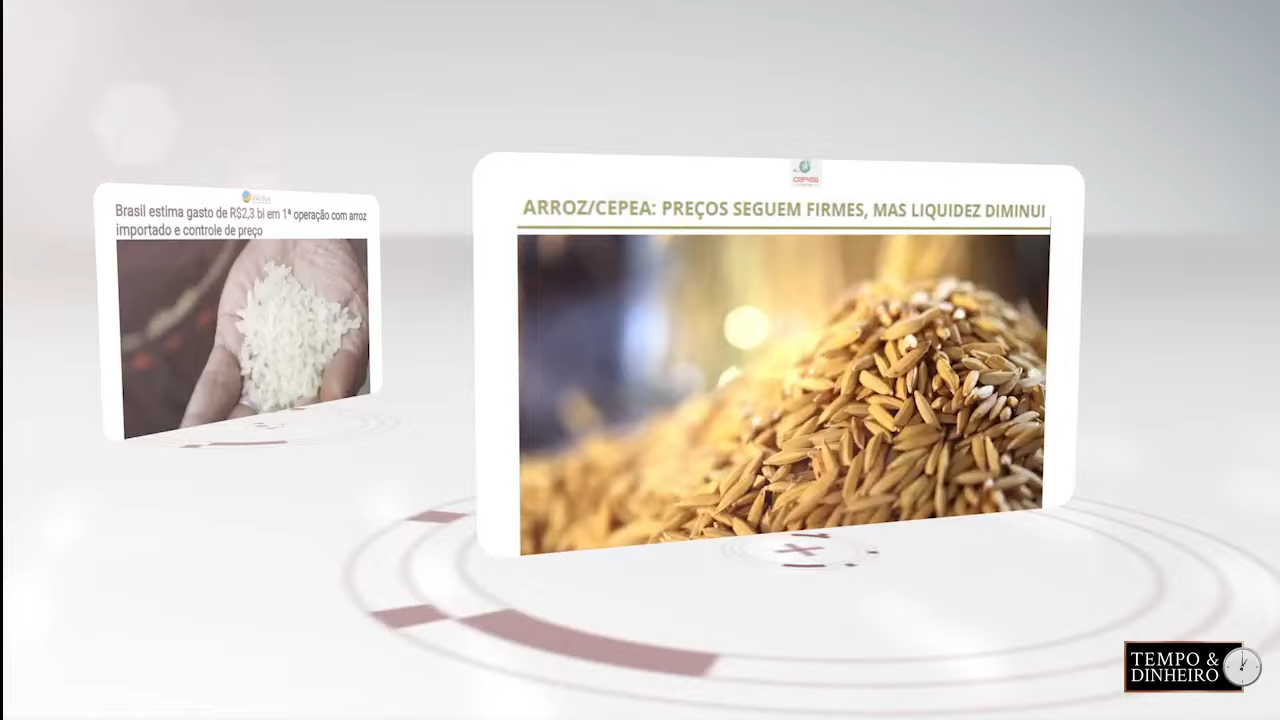 Brasil estima gasto de R$2,3 bi em 1ª operação com arroz
importado e controle de preço
CEPEA
ARROZ/CEPEA: PREÇOS SEGUEM FIRMES, MAS LIQUIDEZ DIMINUI
TEMPO &
DINHEIRO